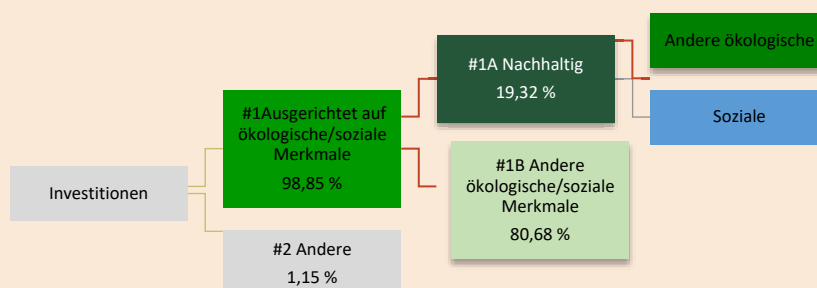 Investitionen
#1Ausgerichtet auf
ökologische/soziale
Merkmale
98,85 %
#2 Andere
1,15 %
#1A Nachhaltig
19,32 %
#1B Andere
ökologische/soziale
Merkmale
80,68 %
Andere ökologische
Soziale